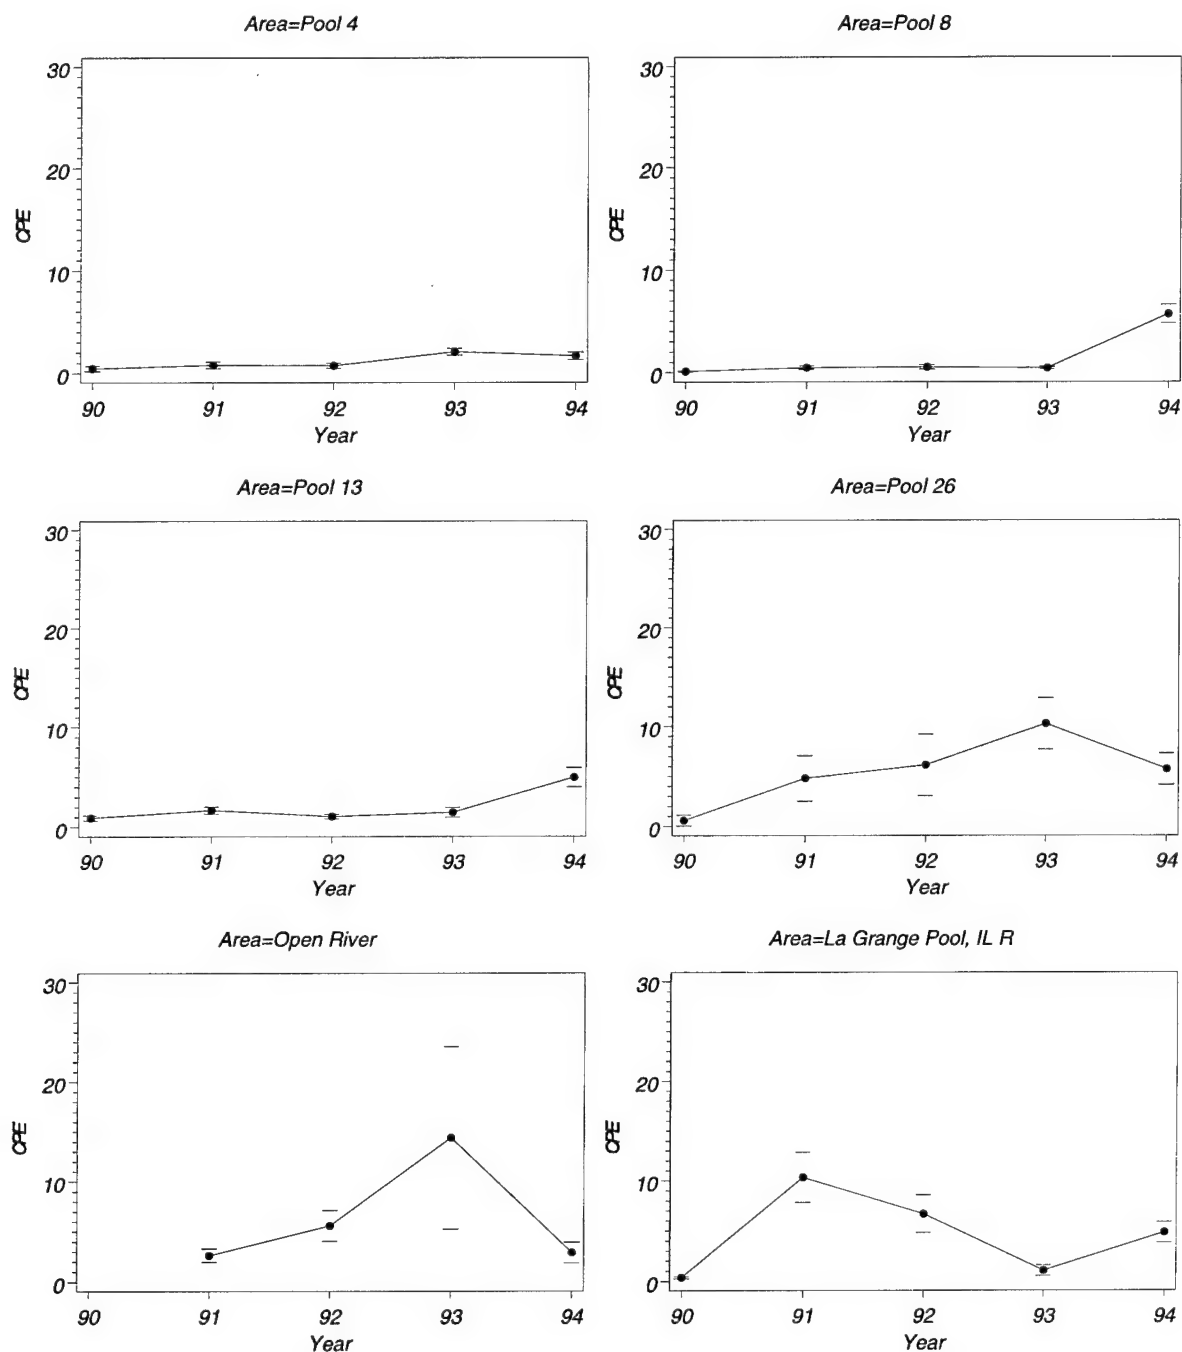 Area=Pool 4
30
20
10
0
CPE
90 91 92 93 94
Year
Area=Pool 8
30
20
10
0
CPE
90 91 92 93 94
Year
Area=Pool 13
30
20
10
0
CPE
90 91 92 93 94
Year
Area=Pool 26
30
20
10
0
CPE
90 91 92 93 94
Year
Area=Open River
30
20
10
0
CPE
90 91 92 93 94
Year
Area=La Grange Pool, IL R
30
20
10
0
CPE
90 91 92 93 94
Year